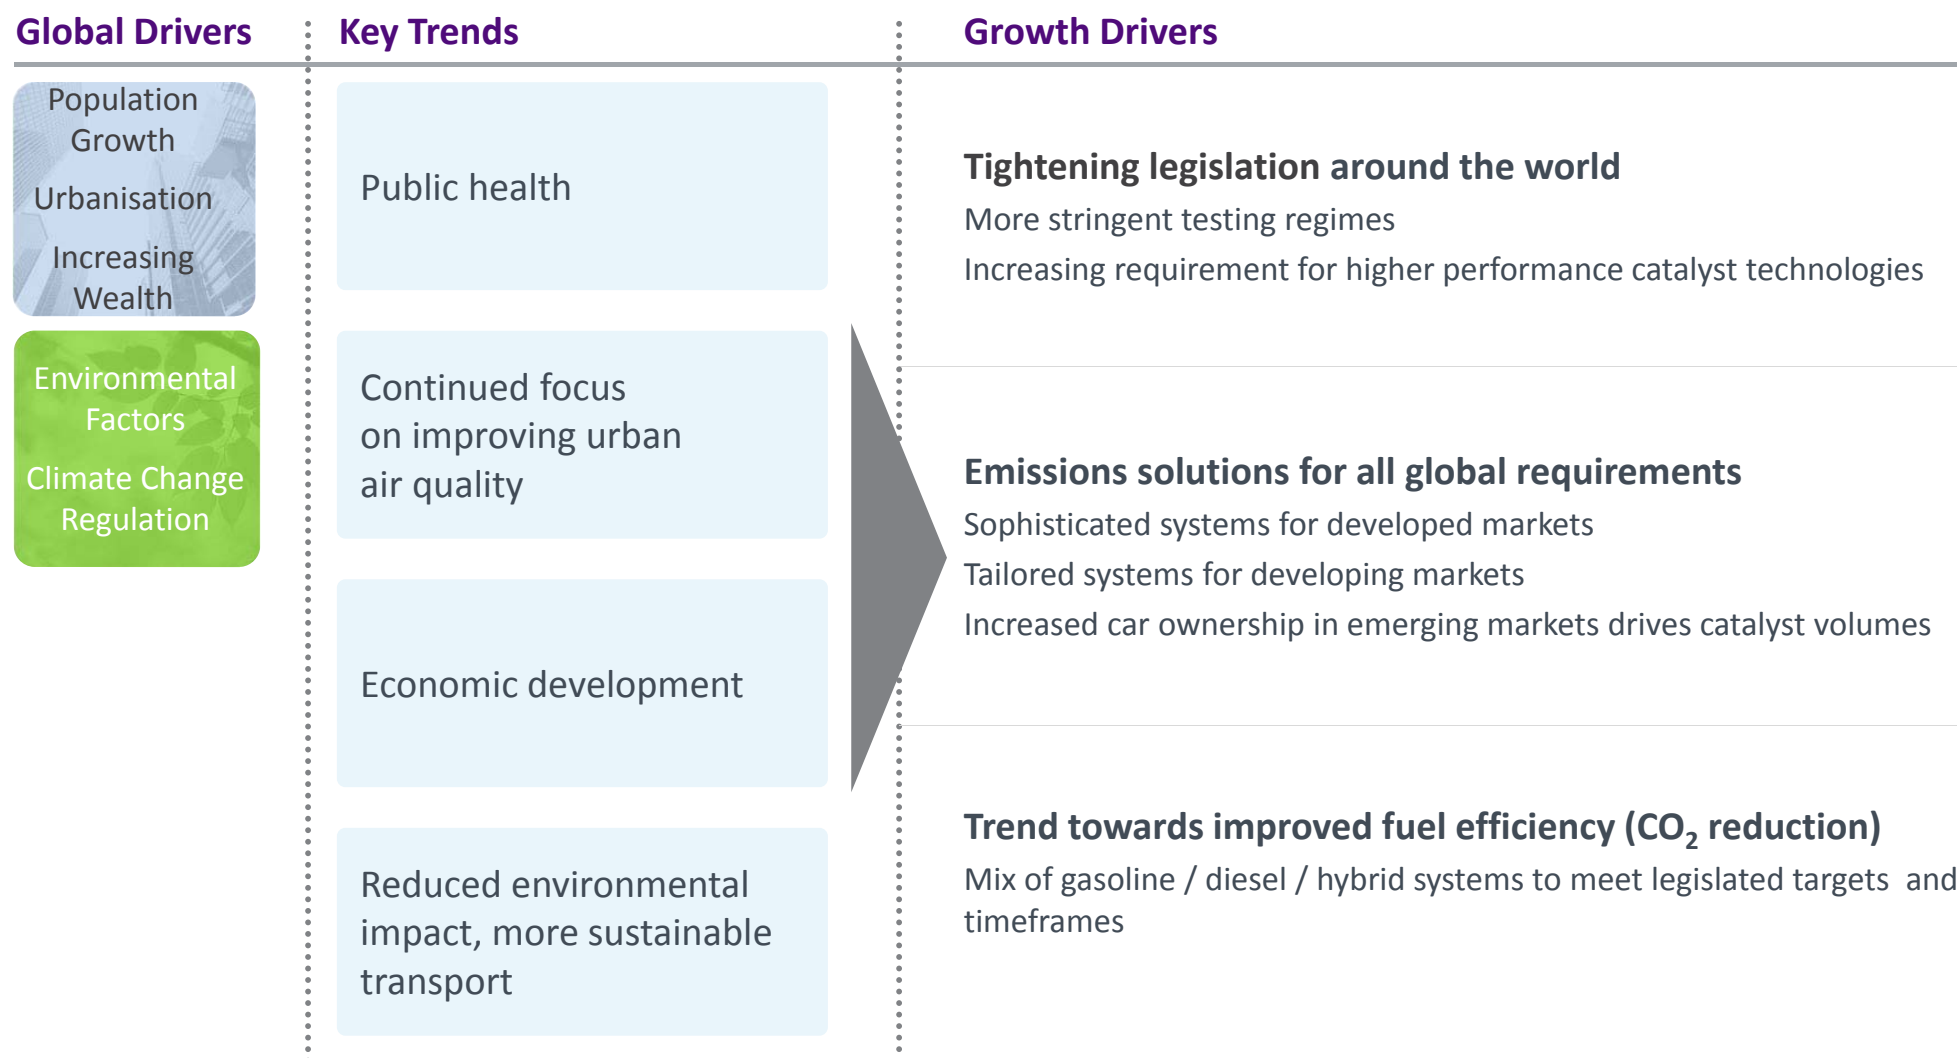 Global Drivers
Key Trends
Growth Drivers
Population
Growth
Urbanisation
Increasing
Wealth
Environmental
Factors
Climate Change
Regulation
Public health
Continued focus
on improving urban
air quality
Economic development
Reduced environmental
impact, more sustainable
transport
Tightening legislation around the world
More stringent testing regimes
Increasing requirement for higher performance catalyst technologies
Emissions solutions for all global requirements
Sophisticated systems for developed markets
Tailored systems for developing markets
Increased car ownership in emerging markets drives catalyst volumes
Trend towards improved fuel efficiency (CO₂ reduction)
Mix of gasoline / diesel / hybrid systems to meet legislated targets  and
timeframes